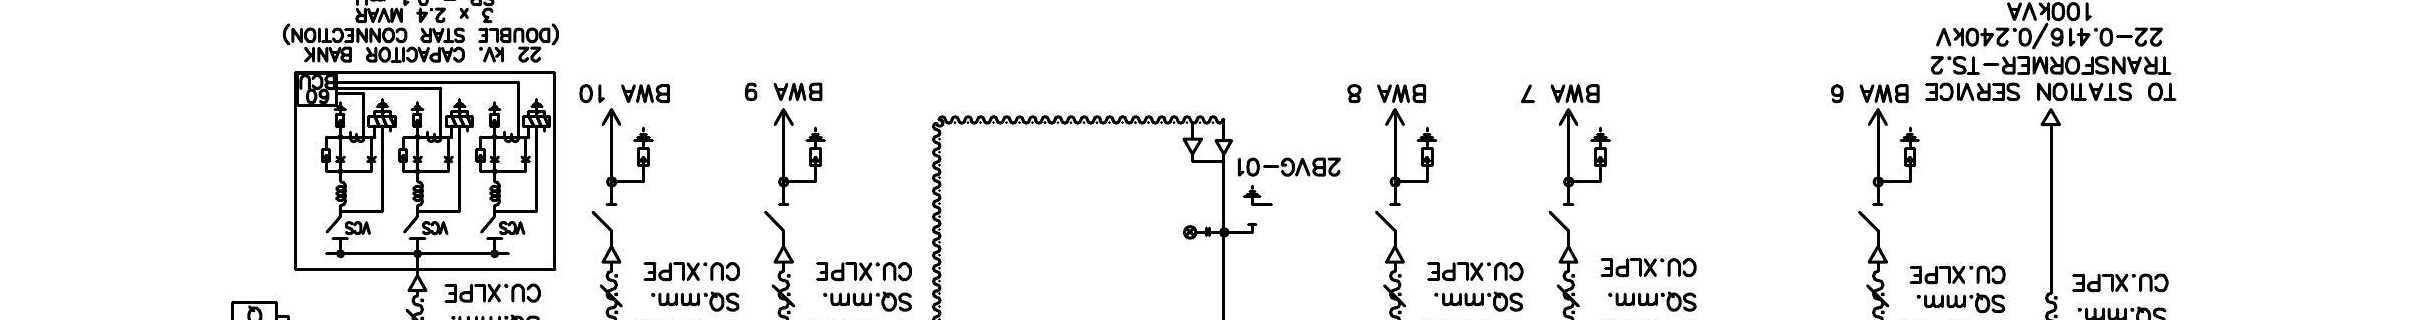 SQ.mm.
CU.XLPE
TO STATION SERVICE
TRANSFORMER-TS.2
22-0.416/0.240kV
100kVA
SQ.mm.
CU.XLPE
BWA 6
SQ.mm.
CU.XLPE
BWA 7
SQ.mm.
CU.XLPE
BWA 8
2BVG-01
SQ.mm.
CU.XLPE
BWA 9
SQ.mm.
CU.XLPE
BWA 10
SQ.mm.
CU.XLPE
VCS
VCS
VCS
60
BCU
22 kV. CAPACITOR BANK
(DOUBLE STAR CONNECTION)
3 x 2.4 MVAR
Q